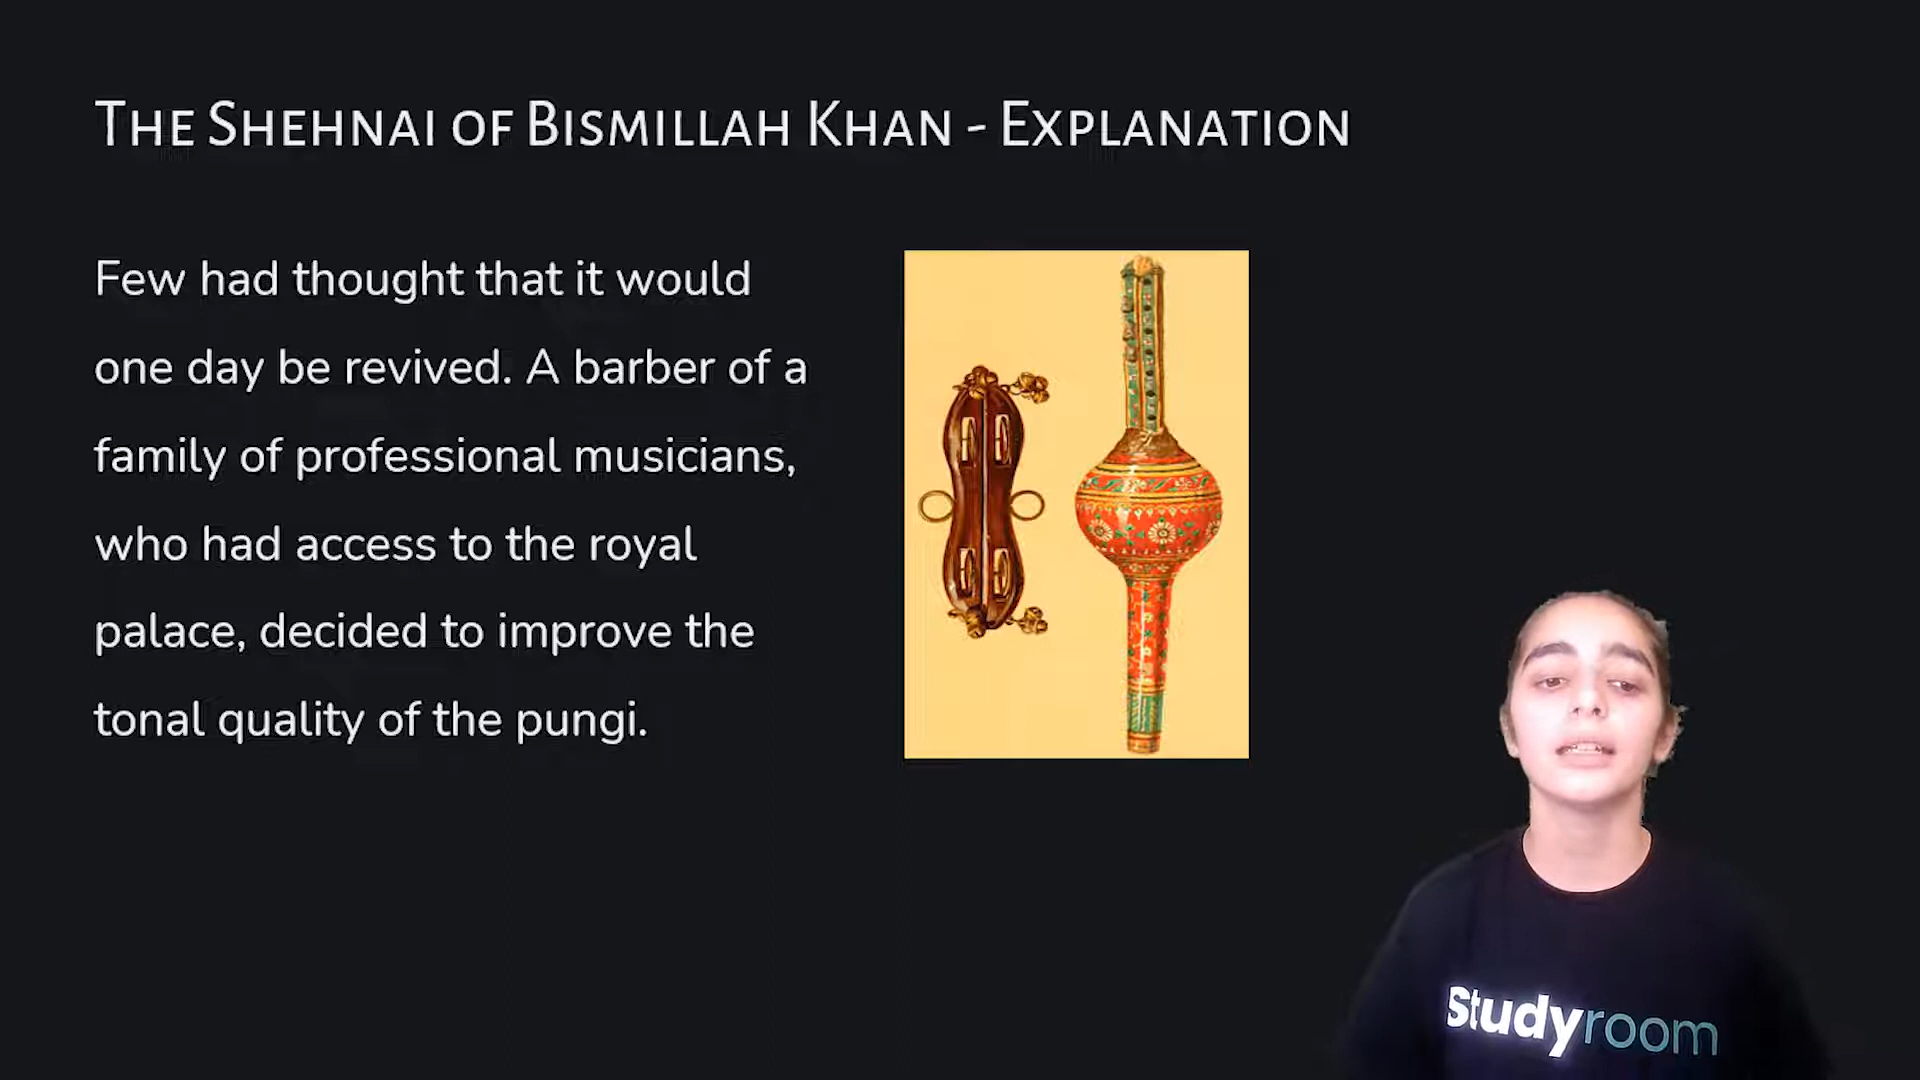 The Shehnai of Bismillah Khan - Explanation
Few had thought that it would
one day be revived. A barber of a
family of professional musicians,
who had access to the royal
palace, decided to improve the
tonal quality of the pungi.
Studyroom